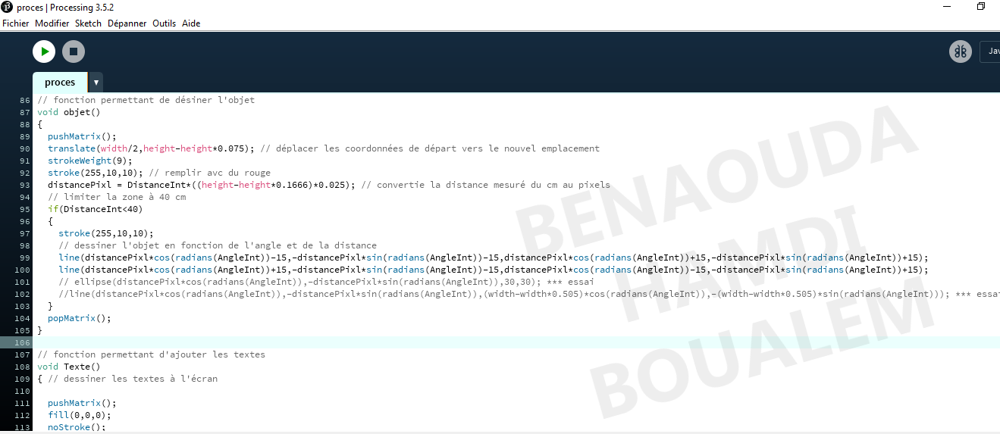 proces | Processing 3.5.2
Fichier Modifier Sketch Dépanner Outils Aide
Jav
proces ▼
86 // fonction permettant de désiner l'objet
87 void objet()
88 {
89 pushMatrix();
90 translate(width/2,height-height*0.075); // déplacer les coordonnées de départ vers le nouvel emplacement
91 strokeWeight(9);
92 stroke(255,10,10); // remplir avc du rouge
93 distancePixl = DistanceInt*((height-height*0.1666)*0.025); // convertie la distance mesuré du cm au pixels
94 // limiter la zone à 40 cm
95 if(DistanceInt<40)
96 {
97 stroke(255,10,10);
98 // dessiner l'objet en fonction de l'angle et de la distance
99 line(distancePixl*cos(radians(AngleInt))-15,-distancePixl*sin(radians(AngleInt))-15,distancePixl*cos(radians(AngleInt))+15,-distancePixl*sin(radians(AngleInt))+15);
100 line(distancePixl*cos(radians(AngleInt))+15,-distancePixl*sin(radians(AngleInt))-15,distancePixl*cos(radians(AngleInt))-15,-distancePixl*sin(radians(AngleInt))+15);
101 // ellipse(distancePixl*cos(radians(AngleInt)),-distancePixl*sin(radians(AngleInt)),30,30); *** essai
102 //line(distancePixl*cos(radians(AngleInt)),-distancePixl*sin(radians(AngleInt)),(width-width*0.505)*cos(radians(AngleInt)),-(width-width*0.505)*sin(radians(AngleInt))); *** essai
103 }
104 popMatrix();
105 }
106
107 // fonction permettant d'ajouter les textes
108 void Texte()
109 { // dessiner les textes à l'écran
110
111 pushMatrix();
112 fill(0,0,0);
113 noStroke();
BENAOUDA
HAMDI
BOUALEM